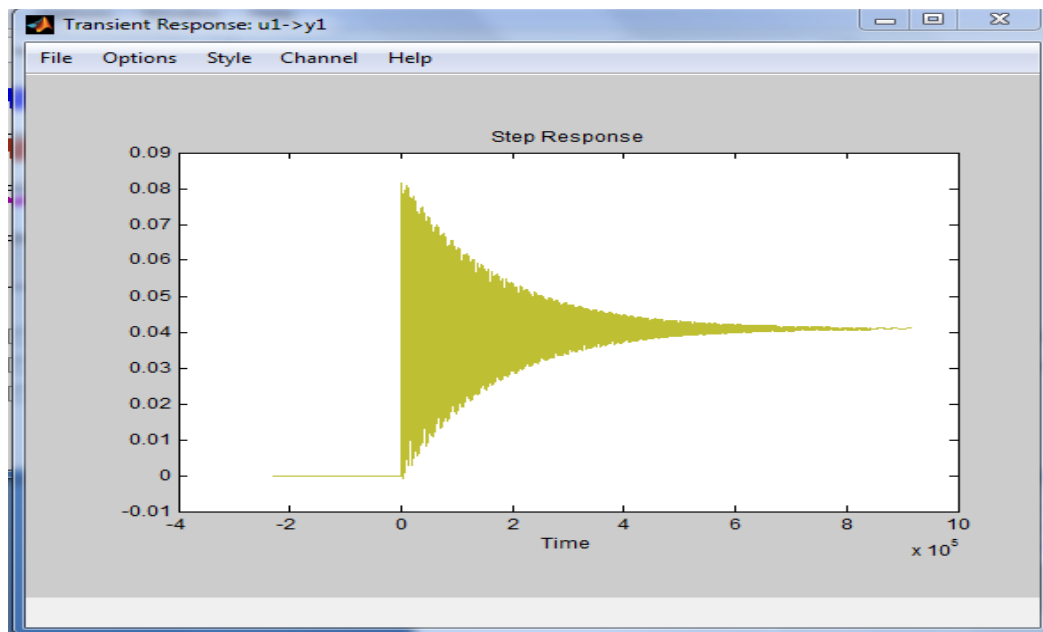 Transient Response: u1->y1
File Options Style Channel Help
Step Response
0.09
0.08
0.07
0.06
0.05
0.04
0.03
0.02
0.01
0
-0.01
-4 -2 0 2 4 6 8 10
Time
x 10^5